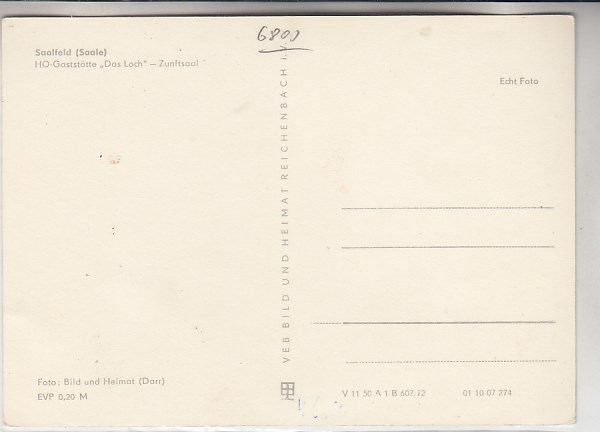 6800
Saalfeld (Saale)
HO-Gaststätte „Das Loch" – Zunftsaal
Echt Foto
VEB BILD UND HEIMAT REICHENBACH i. V.
Foto: Bild und Heimat (Darr)
EVP 0,20 M
V 11 50 A 1 B 607/72 01 10 07 274